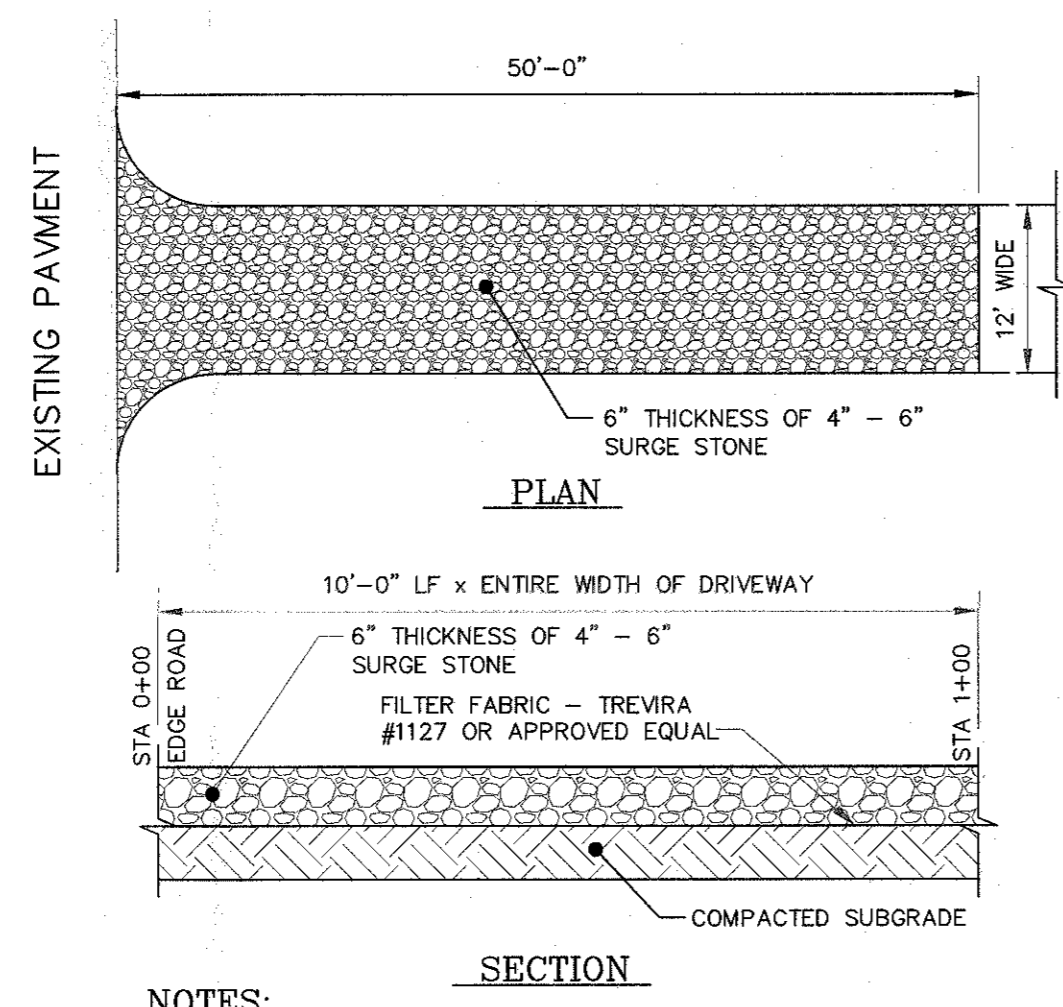 50'-0"
EXISTING PAVMENT
12' WIDE
6" THICKNESS OF 4" – 6"
SURGE STONE
PLAN
10'-0" LF x ENTIRE WIDTH OF DRIVEWAY
STA 0+00
EDGE ROAD
6" THICKNESS OF 4" – 6"
SURGE STONE
FILTER FABRIC – TREVIRA
#1127 OR APPROVED EQUAL
STA 1+00
COMPACTED SUBGRADE
SECTION
NOTES: